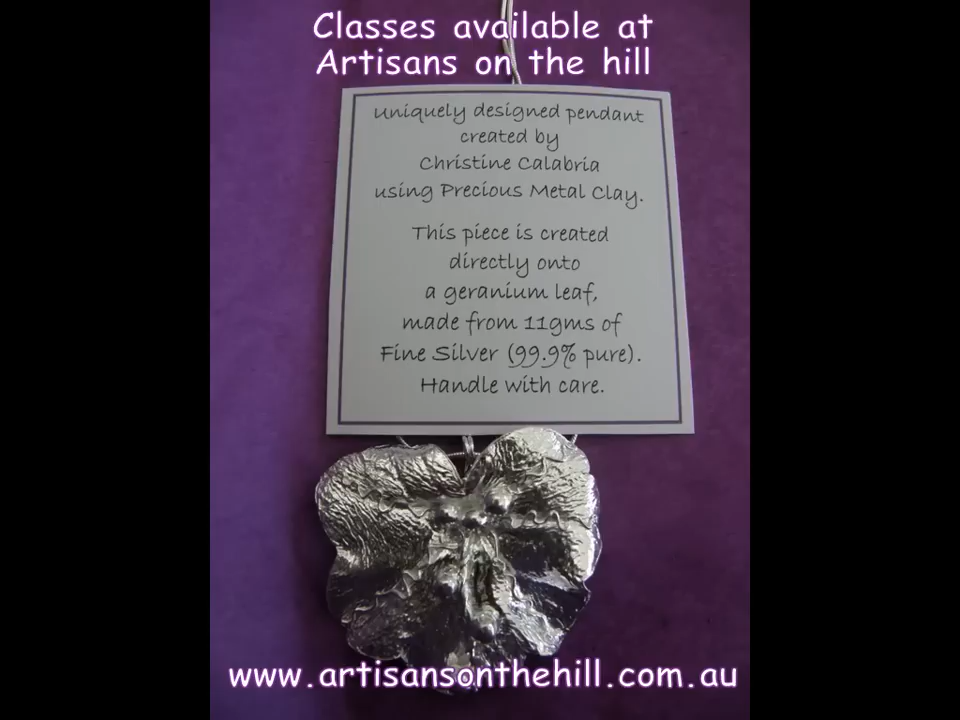 Classes available at
Artisans on the hill
Uniquely designed pendant
created by
Christine Calabria
using Precious Metal Clay.
This piece is created
directly onto
a geranium leaf,
made from 11gms of
Fine Silver (99.9% pure).
Handle with care.
www.artisansonthehill.com.au